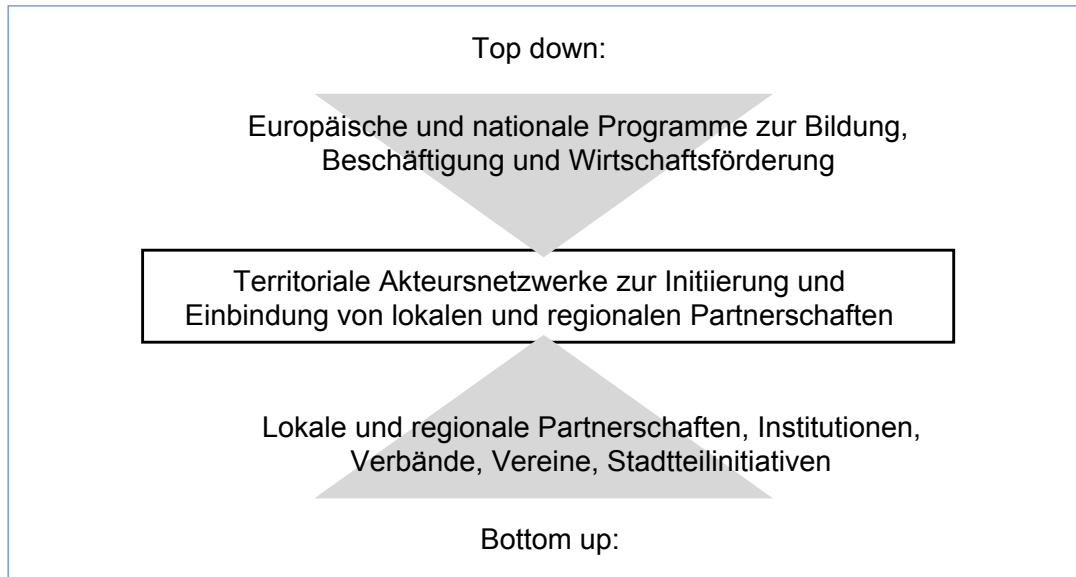 Top down:
Europäische und nationale Programme zur Bildung,
Beschäftigung und Wirtschaftsförderung
Territoriale Akteursnetzwerke zur Initiierung und
Einbindung von lokalen und regionalen Partnerschaften
Lokale und regionale Partnerschaften, Institutionen,
Verbände, Vereine, Stadtteilinitiativen
Bottom up: